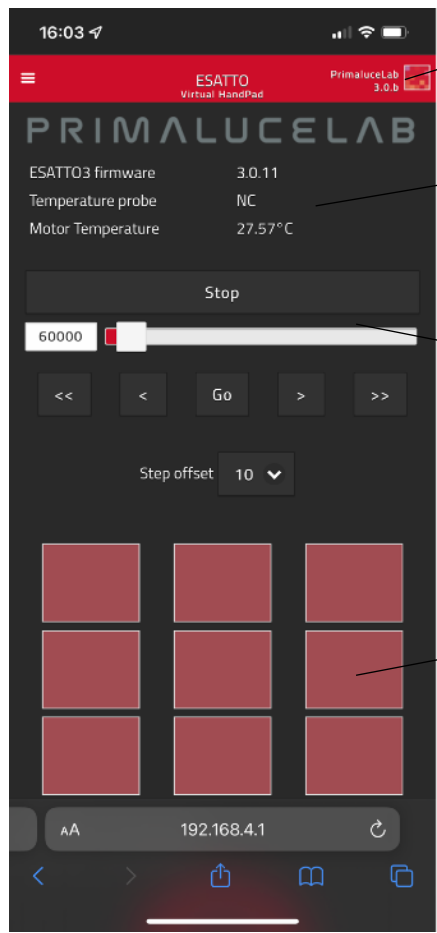 16:03
ESATTO
Virtual HandPad
PrimaluceLab
3.0.b
PRIMALUCELAB
ESATTO3 firmware 3.0.11
Temperature probe NC
Motor Temperature 27.57°C
Stop
60000
<< < Go > >>
Step offset 10
AA 192.168.4.1